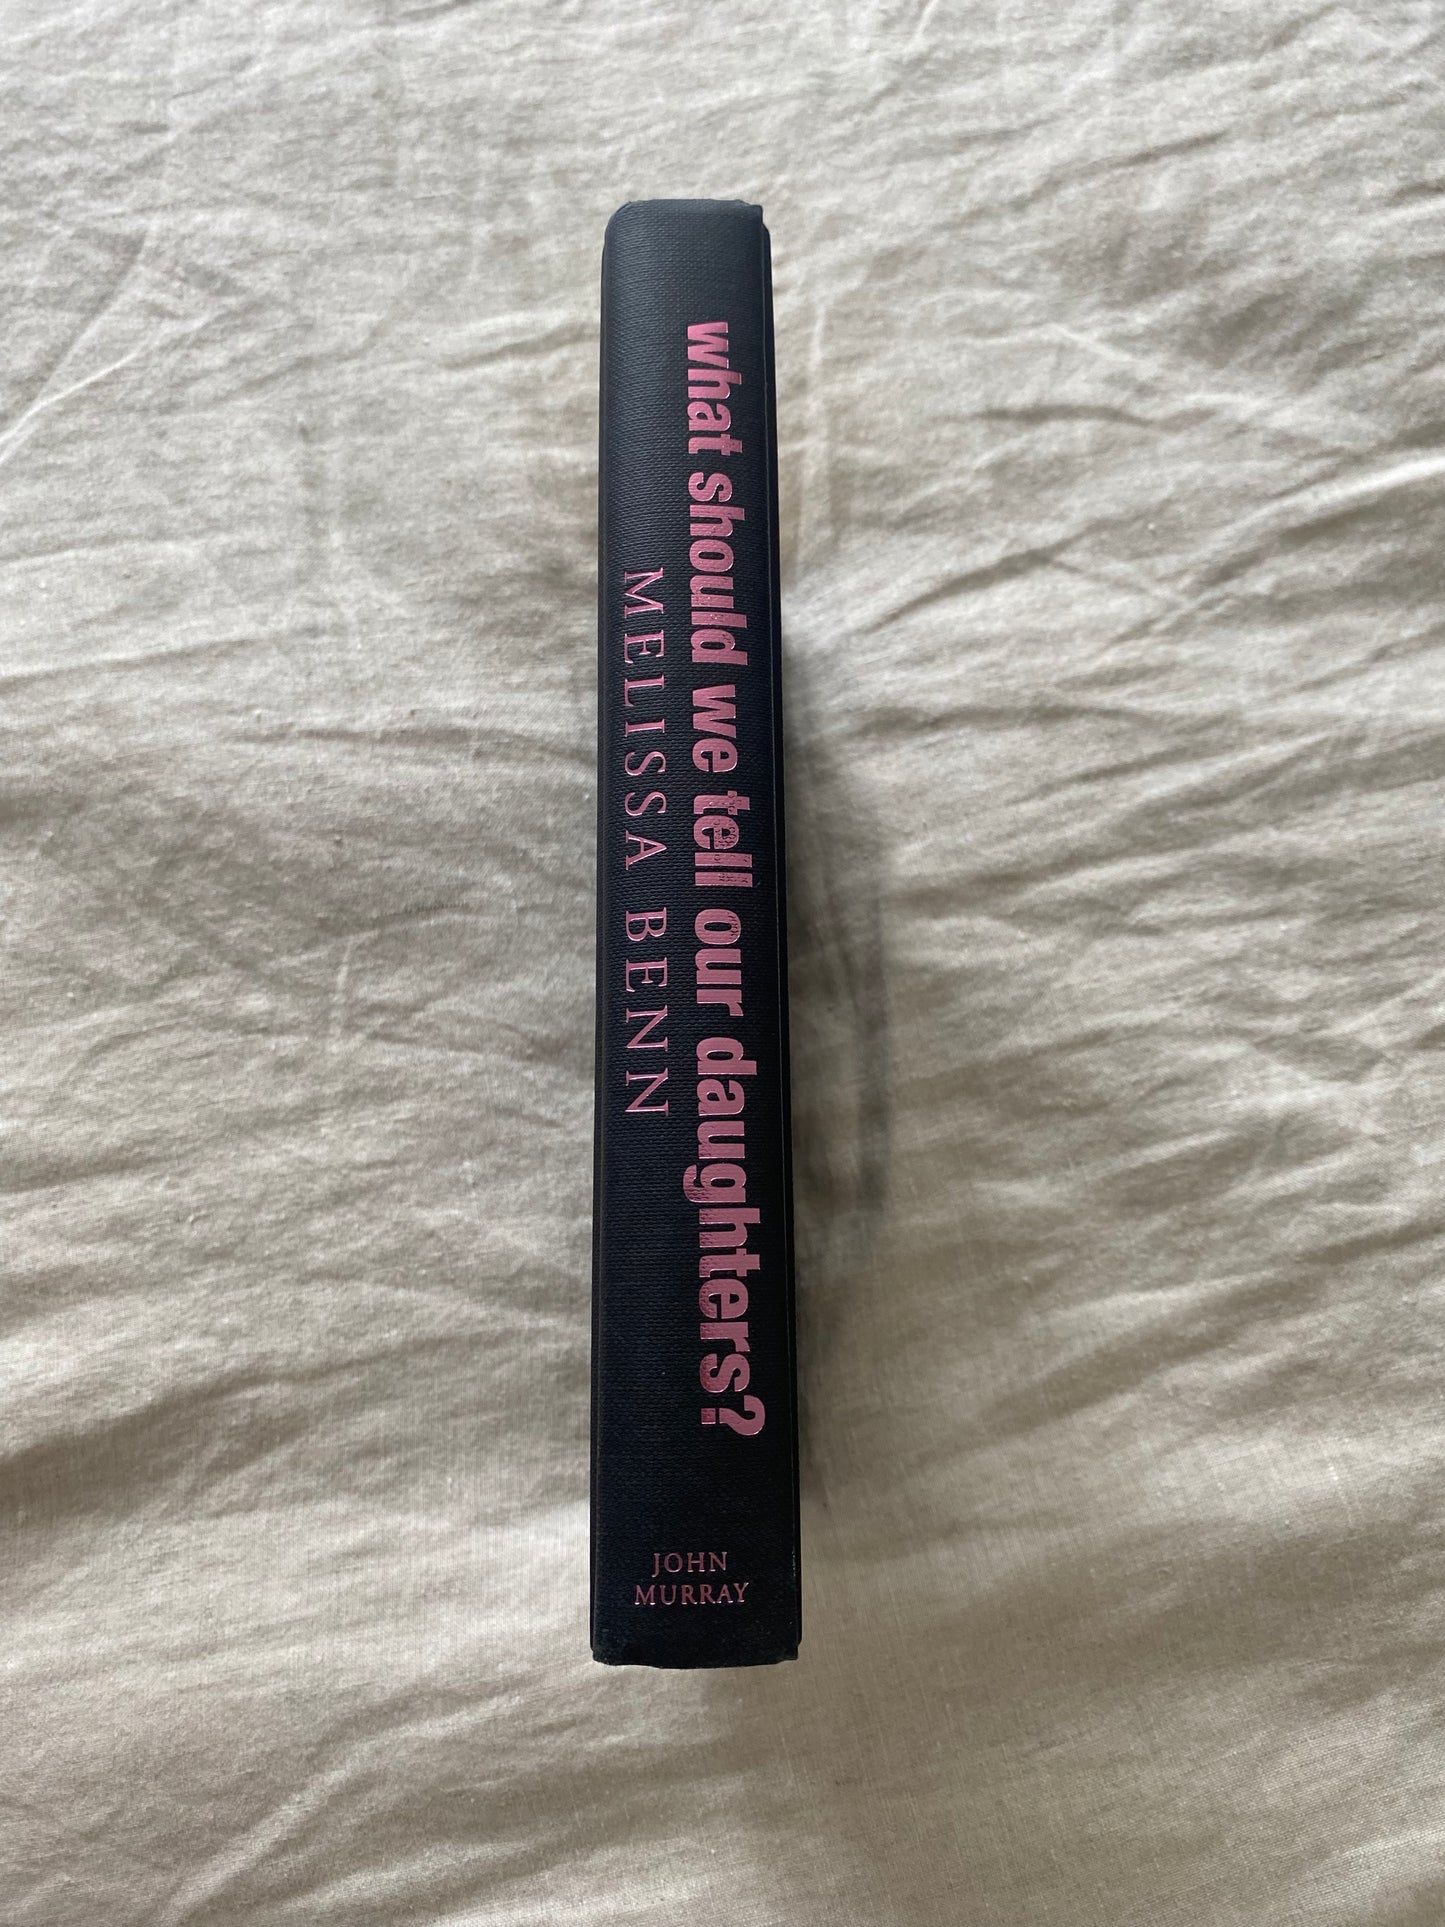 what should we tell our daughters?
MELISSA BENN
JOHN
MURRAY